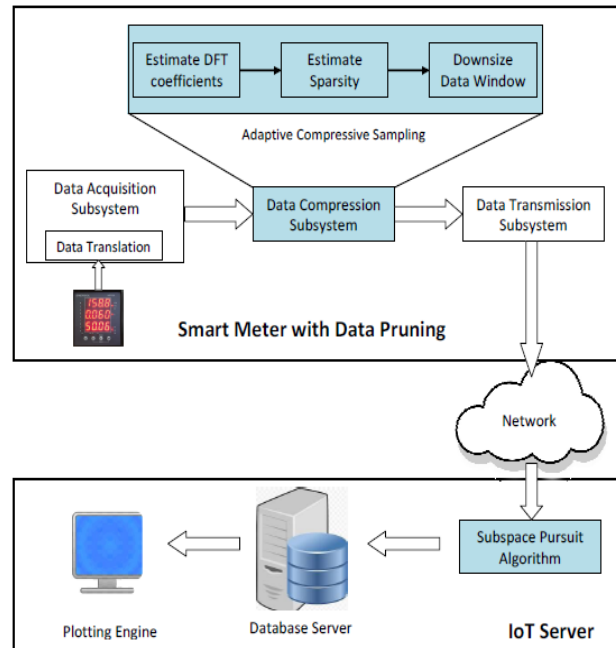 Estimate DFT
coefficients
Estimate
Sparsity
Downsize
Data Window
Adaptive Compressive Sampling
Data Acquisition
Subsystem
Data Translation
Data Compression
Subsystem
Data Transmission
Subsystem
158.8
0.060
50.06
Smart Meter with Data Pruning
Network
Subspace Pursuit
Algorithm
Plotting Engine
Database Server
IoT Server